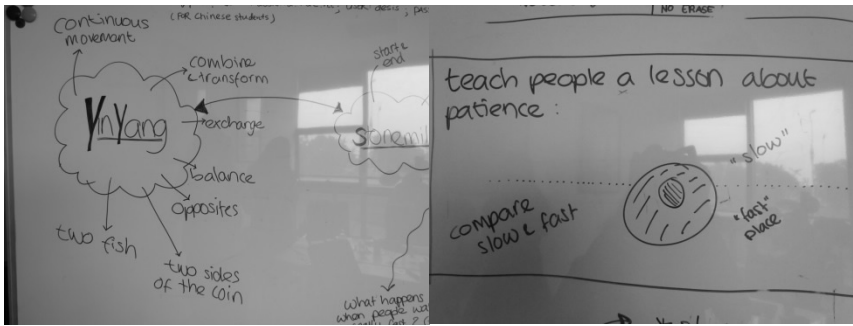 (FOR Chinese students)
continuous
movement
combine
& transform
start &
end
YinYang
exchange
balance
opposites
two fish
two sides
of the coin
What happens
when people
NO ERASE
teach people a lesson about
patience:
"slow"
"fast"
place
compare
slow & fast